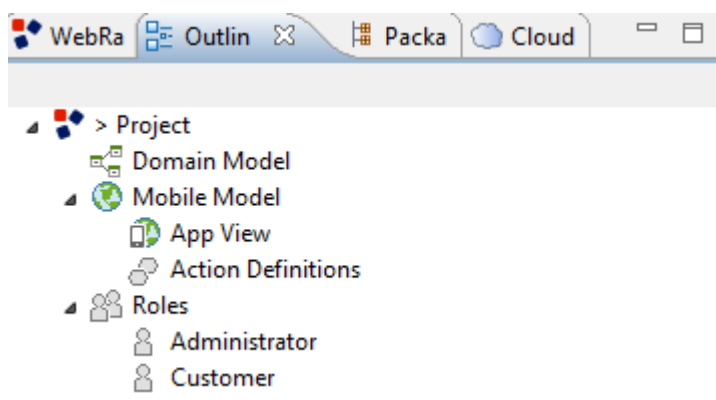 WebRa Outlin Packa Cloud
> Project
Domain Model
Mobile Model
App View
Action Definitions
Roles
Administrator
Customer